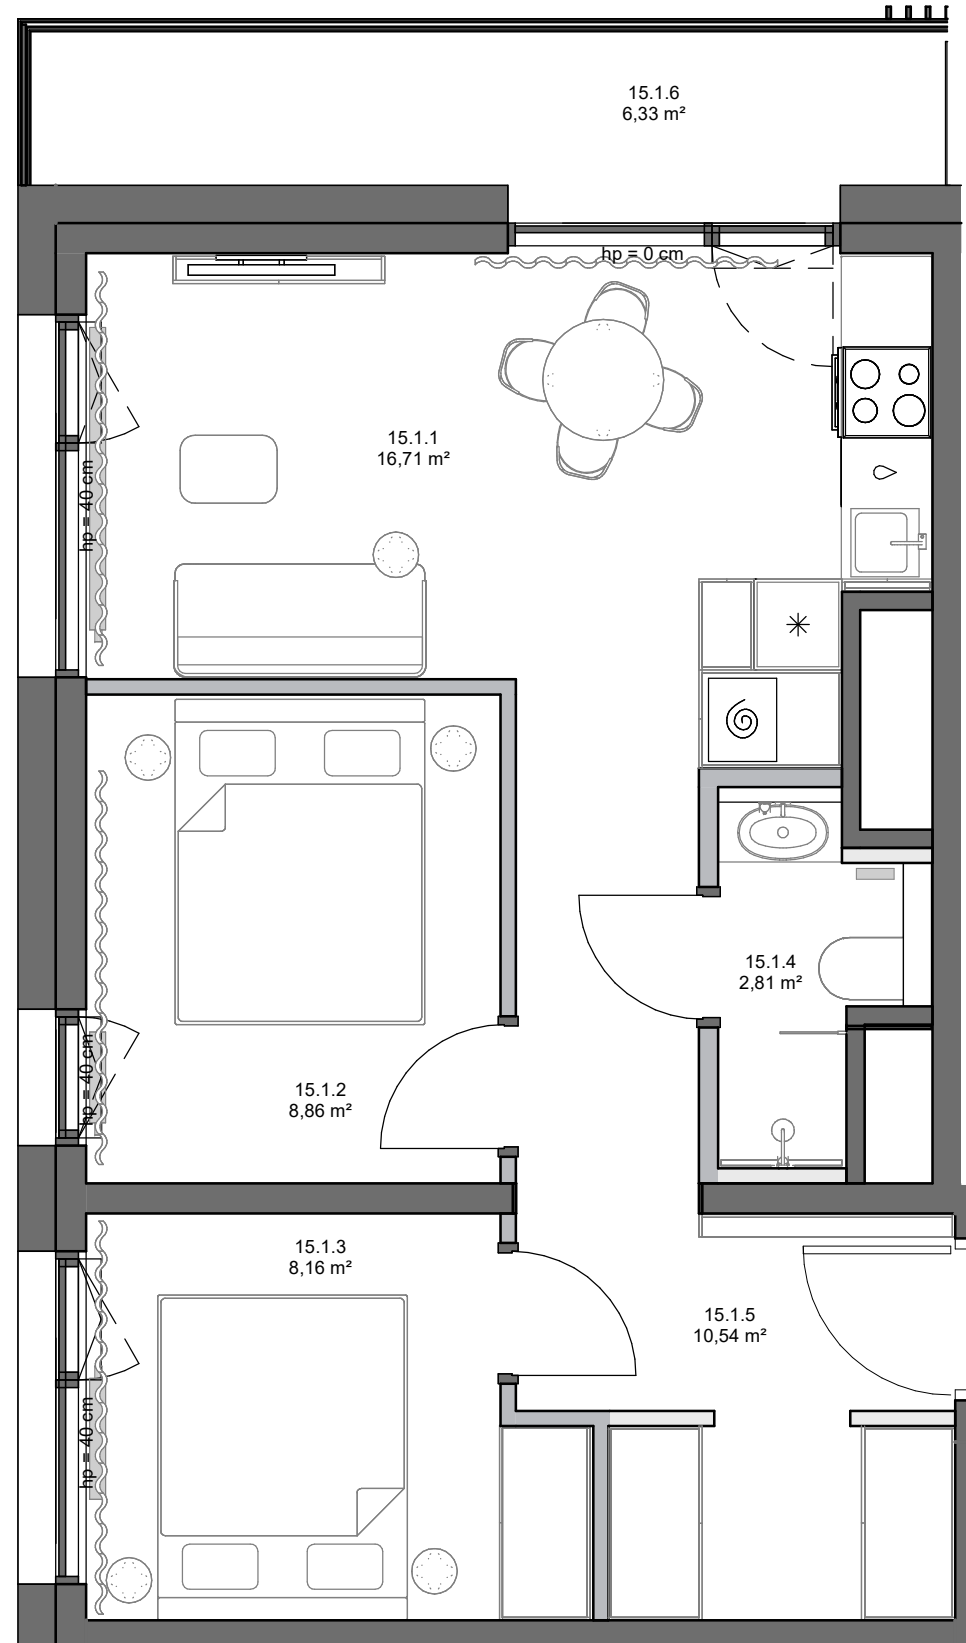 15.1.6
6,33 m²
hp = 0 cm
15.1.1
16,71 m²
hp = 40 cm
15.1.4
2,81 m²
15.1.2
8,86 m²
hp = 40 cm
15.1.3
8,16 m²
15.1.5
10,54 m²
hp = 40 cm